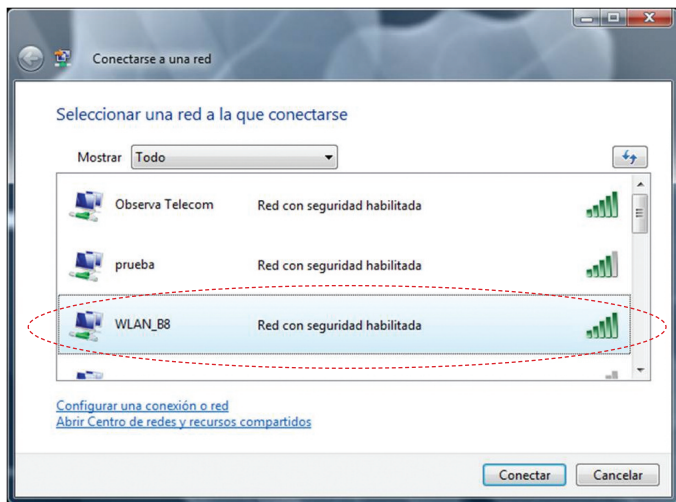 Conectarse a una red
Seleccionar una red a la que conectarse
Mostrar Todo
Observa Telecom Red con seguridad habilitada
prueba Red con seguridad habilitada
WLAN_B8 Red con seguridad habilitada
Configurar una conexión o red
Abrir Centro de redes y recursos compartidos
Conectar Cancelar